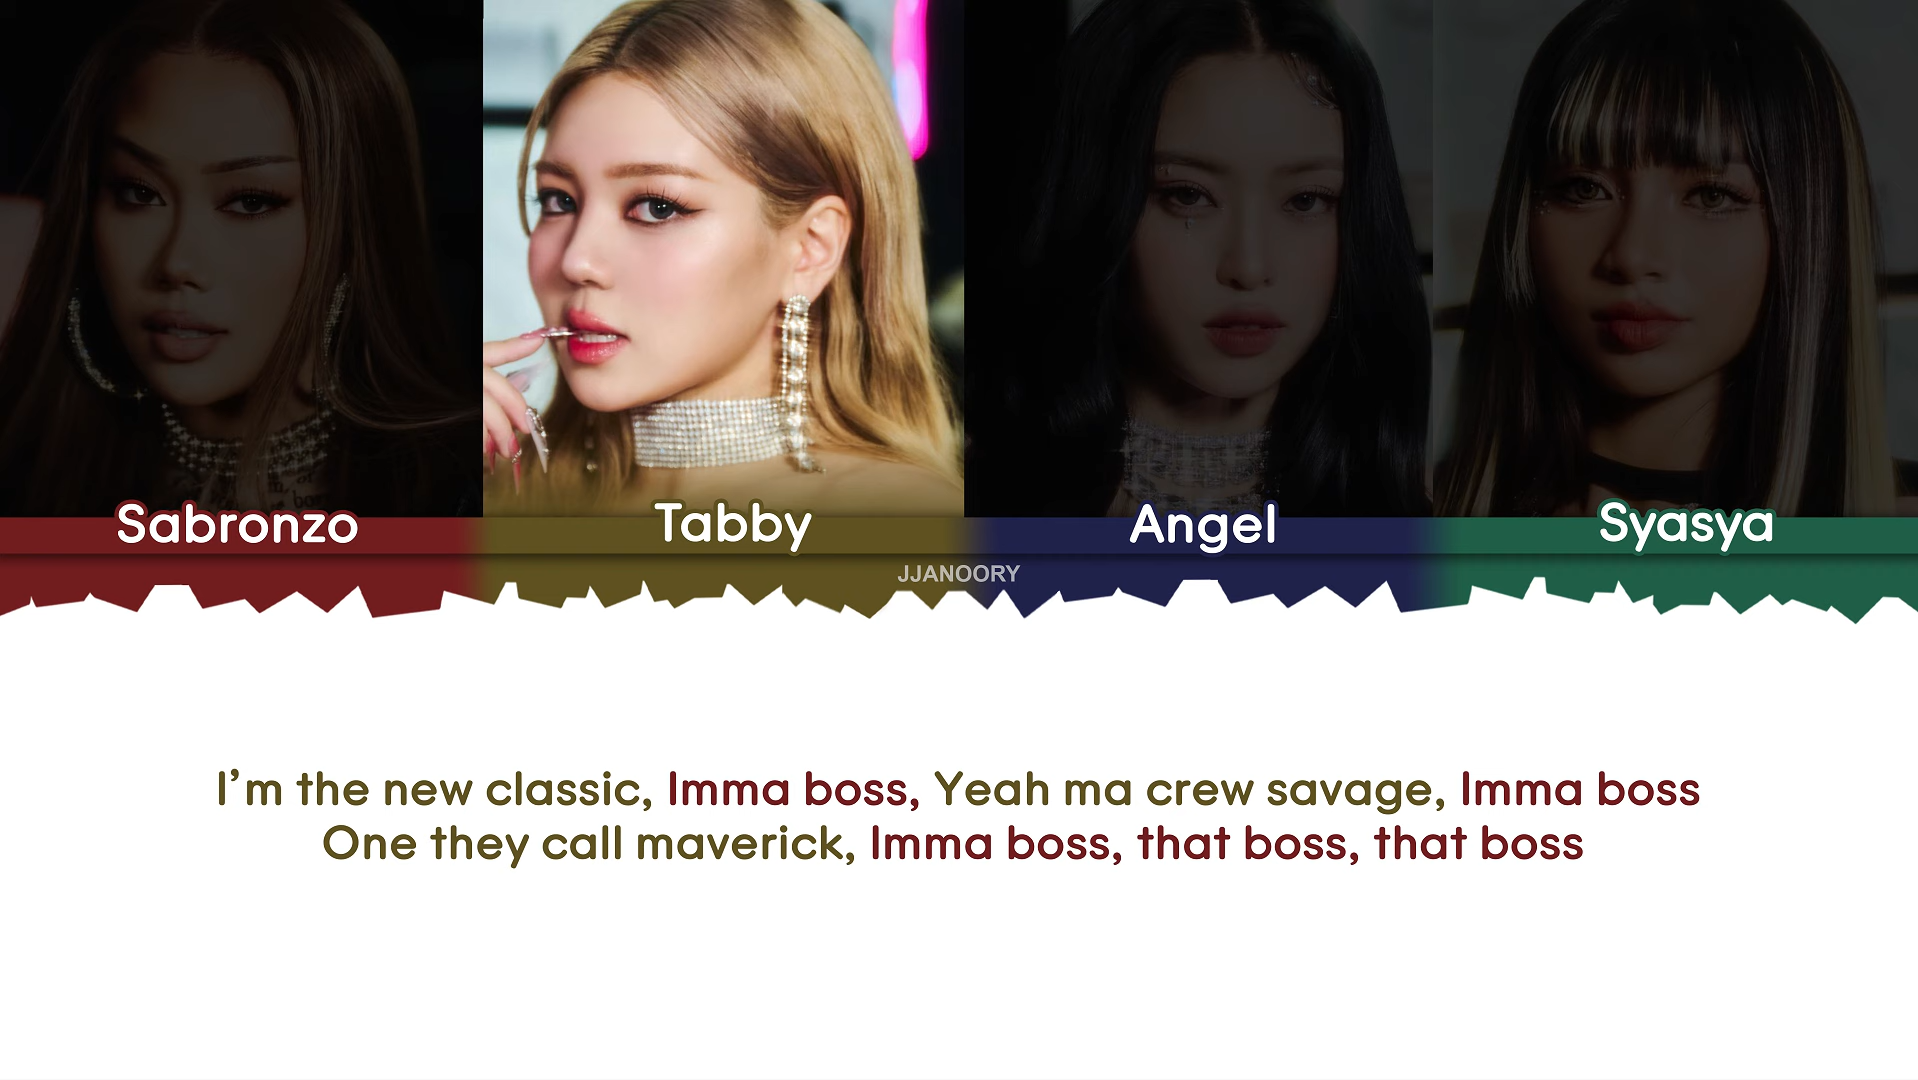 Sabronzo
Tabby
Angel
Syasya
JJANOORY
I’m the new classic, Imma boss, Yeah ma crew savage, Imma boss
One they call maverick, Imma boss, that boss, that boss